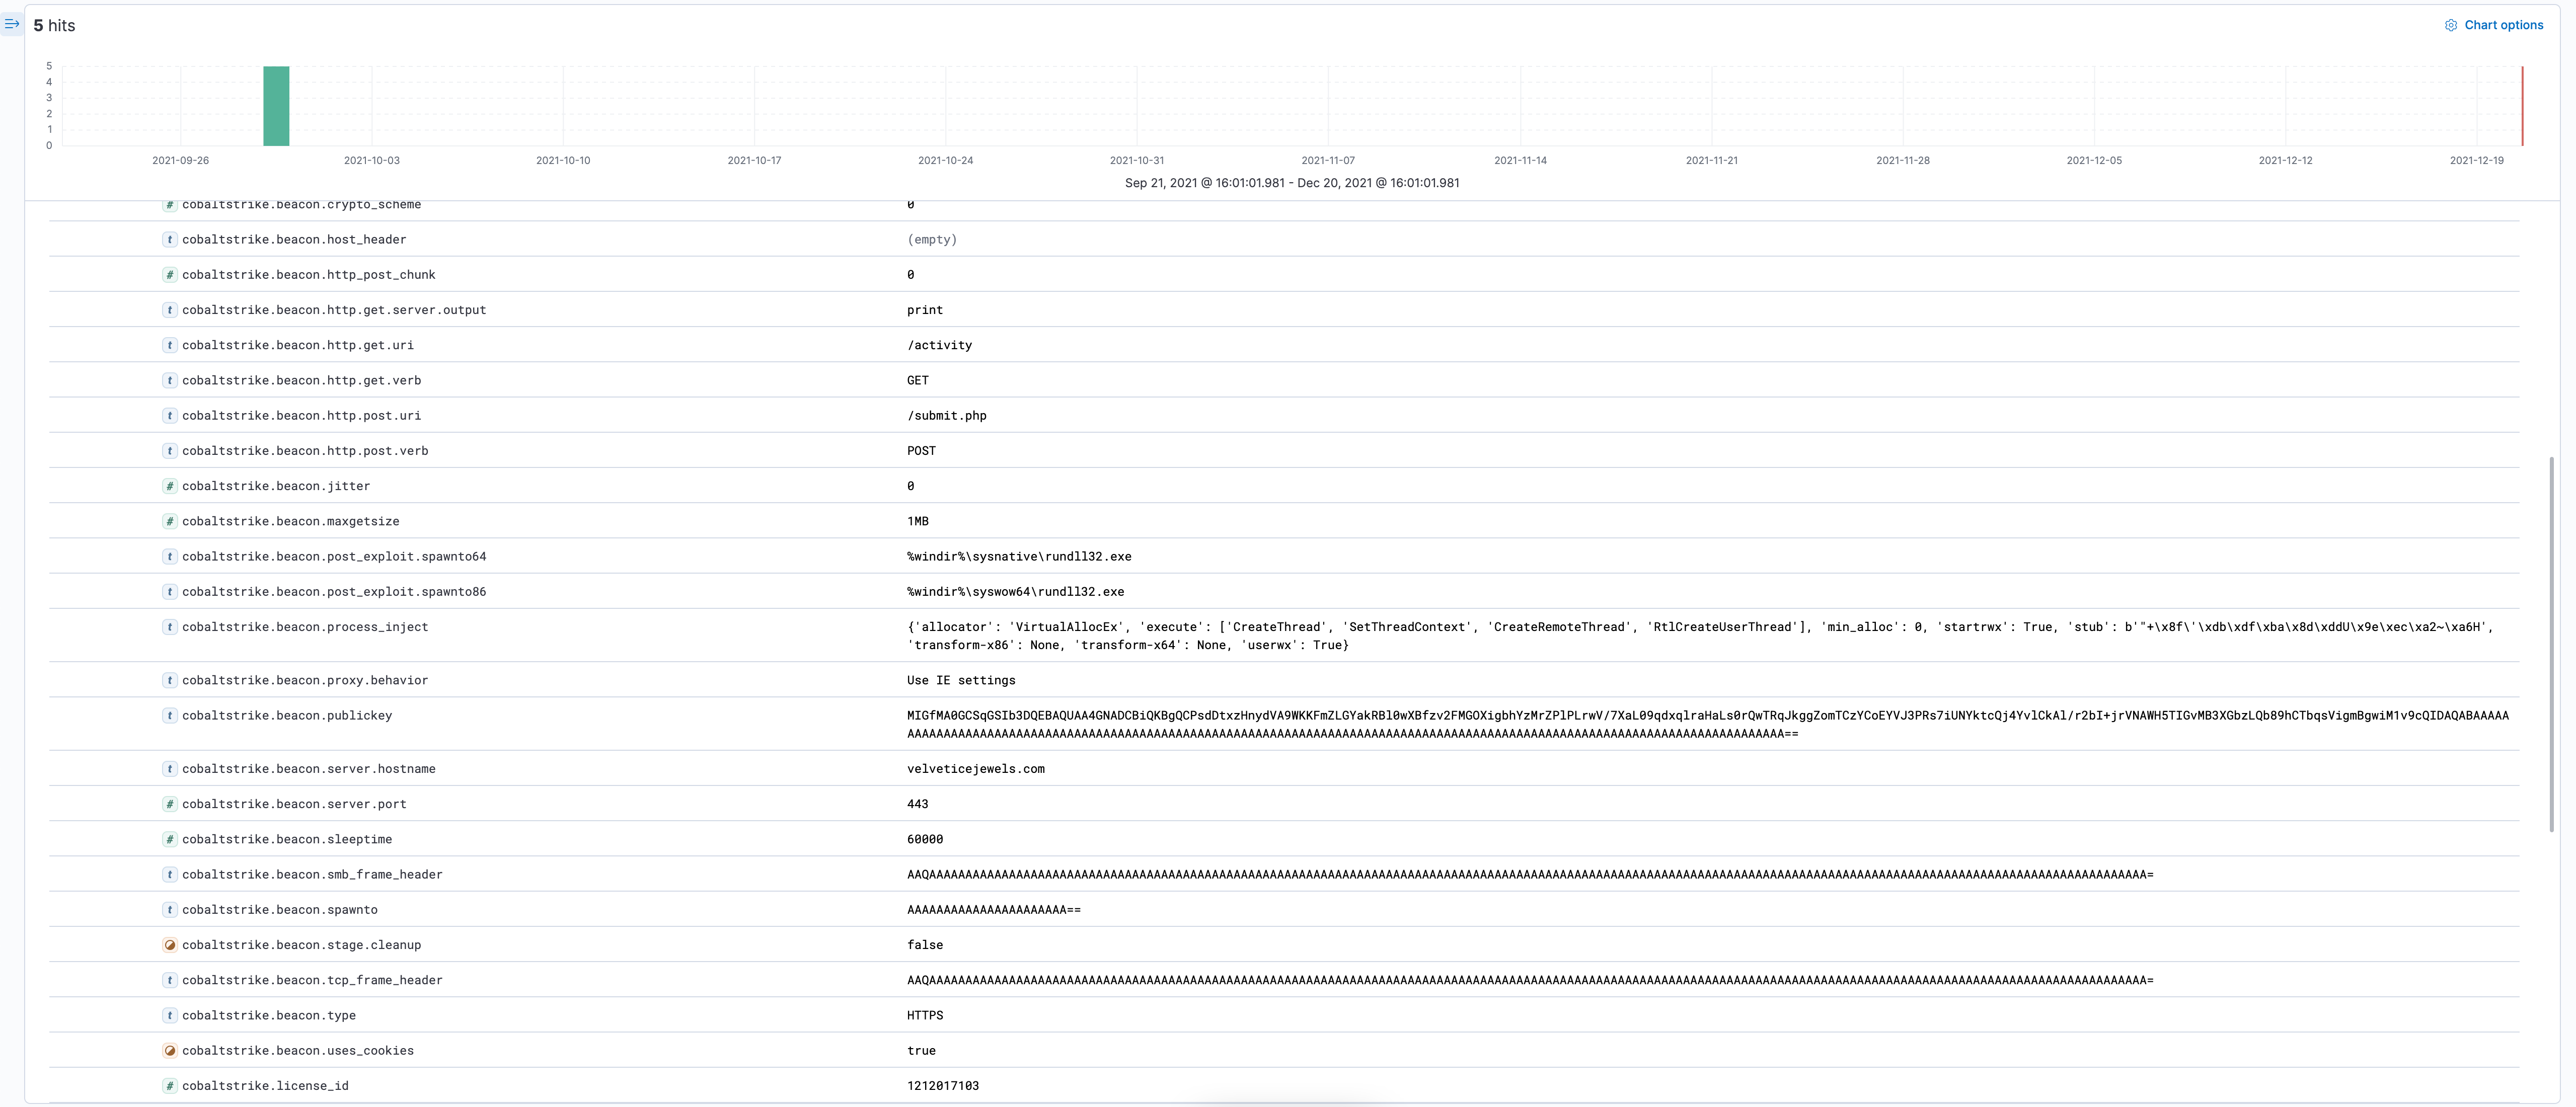 5 hits
Chart options
5
4
3
2
1
0
2021-09-26 2021-10-03 2021-10-10 2021-10-17 2021-10-24 2021-10-31 2021-11-07 2021-11-14 2021-11-21 2021-11-28 2021-12-05 2021-12-12 2021-12-19
Sep 21, 2021 @ 16:01:01.981 - Dec 20, 2021 @ 16:01:01.981
# cobaltstrike.beacon.crypto_scheme 0
t cobaltstrike.beacon.host_header (empty)
# cobaltstrike.beacon.http_post_chunk 0
t cobaltstrike.beacon.http.get.server.output print
t cobaltstrike.beacon.http.get.uri /activity
t cobaltstrike.beacon.http.get.verb GET
t cobaltstrike.beacon.http.post.uri /submit.php
t cobaltstrike.beacon.http.post.verb POST
# cobaltstrike.beacon.jitter 0
# cobaltstrike.beacon.maxgetsize 1MB
t cobaltstrike.beacon.post_exploit.spawnto64 %windir%\sysnative\rundll32.exe
t cobaltstrike.beacon.post_exploit.spawnto86 %windir%\syswow64\rundll32.exe
t cobaltstrike.beacon.process_inject {'allocator': 'VirtualAllocEx', 'execute': ['CreateThread', 'SetThreadContext', 'CreateRemoteThread', 'RtlCreateUserThread'], 'min_alloc': 0, 'startrwx': True, 'stub': b'"+\x8f\'\xdb\xdf\xba\x8d\xddU\x9e\xec\xa2~\xa6H',
'transform-x86': None, 'transform-x64': None, 'userwx': True}
t cobaltstrike.beacon.proxy.behavior Use IE settings
t cobaltstrike.beacon.publickey
t cobaltstrike.beacon.server.hostname velveticejewels.com
# cobaltstrike.beacon.server.port 443
# cobaltstrike.beacon.sleeptime 60000
t cobaltstrike.beacon.smb_frame_header
t cobaltstrike.beacon.spawnto AAAAAAAAAAAAAAAAAAAAAA==
cobaltstrike.beacon.stage.cleanup false
t cobaltstrike.beacon.tcp_frame_header
t cobaltstrike.beacon.type HTTPS
cobaltstrike.beacon.uses_cookies true
# cobaltstrike.license_id 1212017103